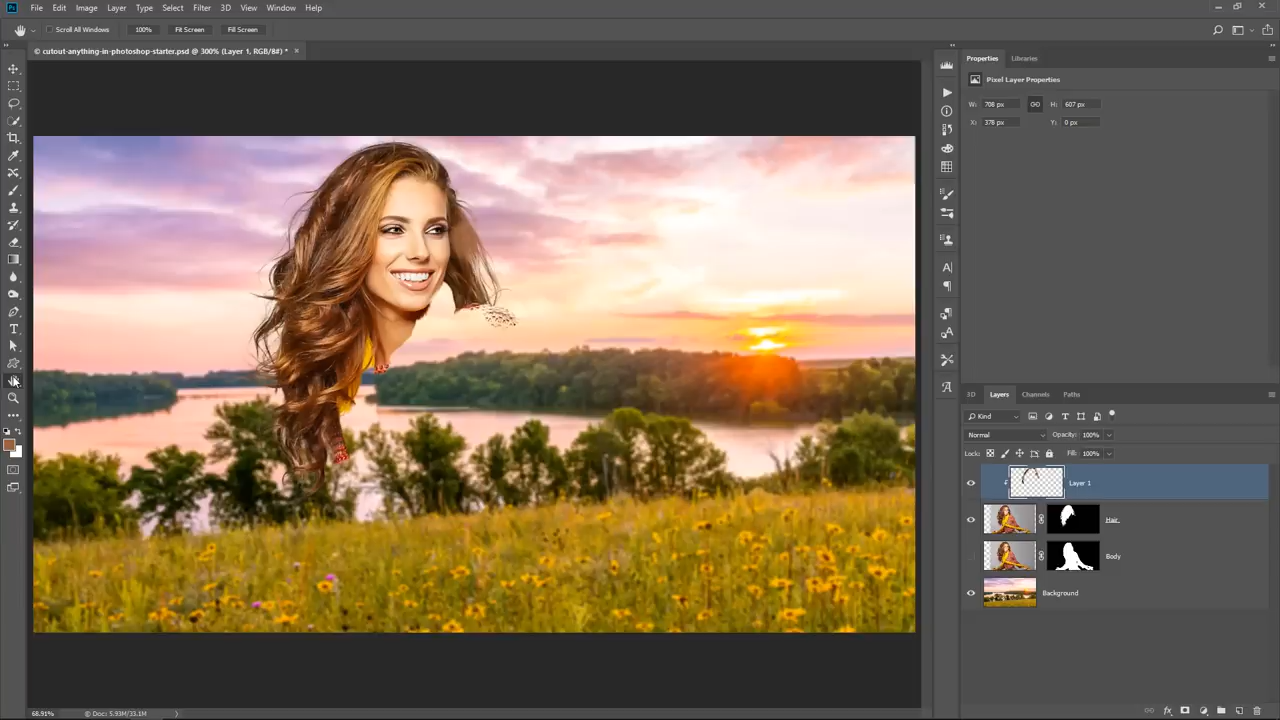 Ps File Edit Image Layer Type Select Filter 3D View Window Help
Scroll All Windows 100% Fit Screen Fill Screen
© cutout-anything-in-photoshop-starter.psd @ 300% (Layer 1, RGB/8#) * ×
Properties Libraries
Pixel Layer Properties
W: 708 px H: 607 px
X: 378 px Y: 0 px
3D Layers Channels Paths
Kind
Normal Opacity: 100%
Lock: Fill: 100%
Layer 1
Hair
Body
Background
68.91% © Doc: 5.93M/33.1M